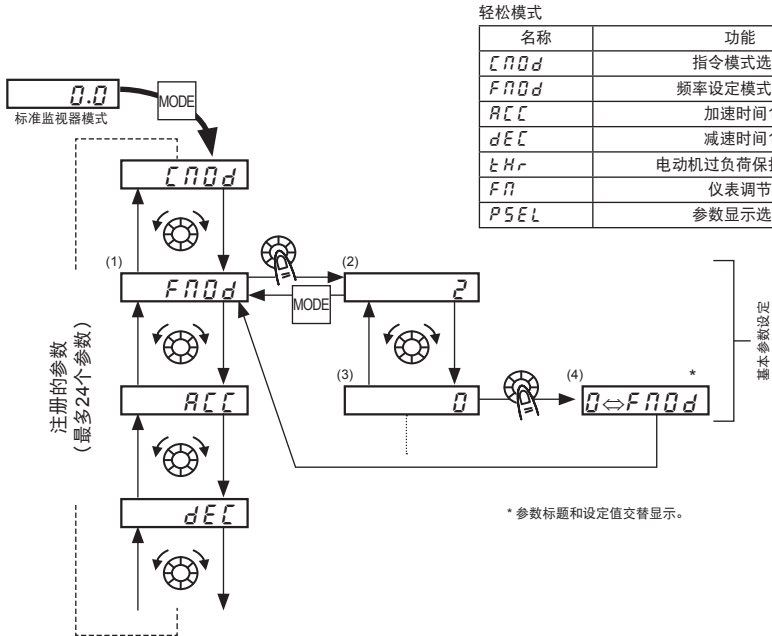 轻松模式
名称 功能
CMOd 指令模式选
FMOd 频率设定模式
ACC 加速时间
dEC 减速时间
tHr 电动机过负荷保
FM 仪表调节
PSEL 参数显示选
0.0
MODE
标准监视器模式
CMOd
(1)
FMOd
(2)
2
MODE
(3)
0
(4)
*
0⇔FMOd
ACC
dEC
注册的参数
(最多24个参数)
基本参数设定
* 参数标题和设定值交替显示。